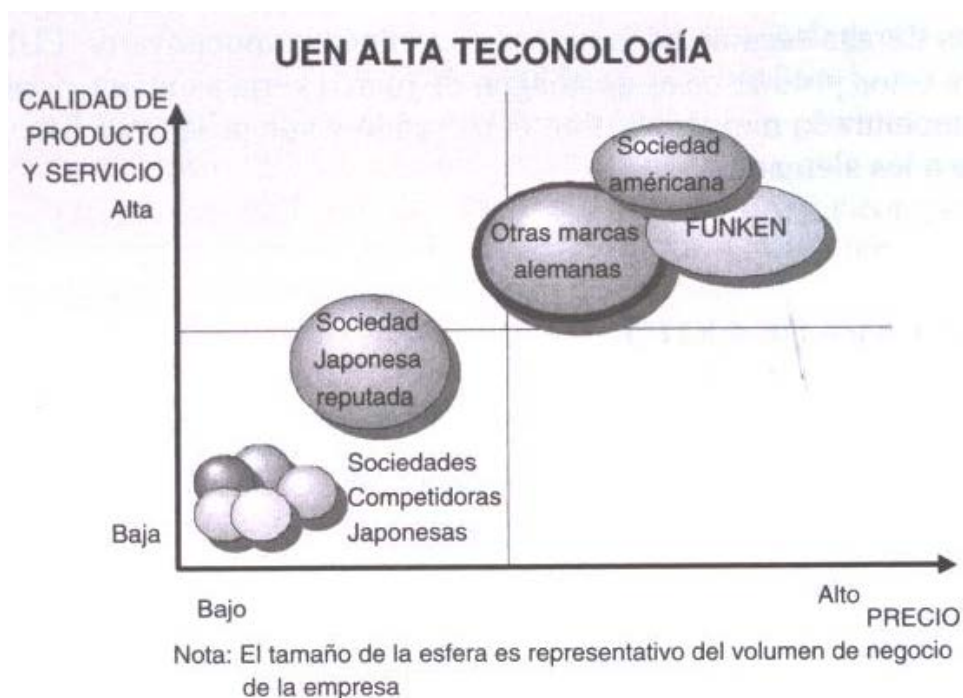 UEN ALTA TECONOLOGÍA
CALIDAD DE
PRODUCTO
Y SERVICIO
Alta
Sociedad
américana
Otras marcas
alemanas
FUNKEN
Sociedad
Japonesa
reputada
Sociedades
Competidoras
Japonesas
Baja
Bajo
Alto
PRECIO
Nota: El tamaño de la esfera es representativo del volumen de negocio
de la empresa